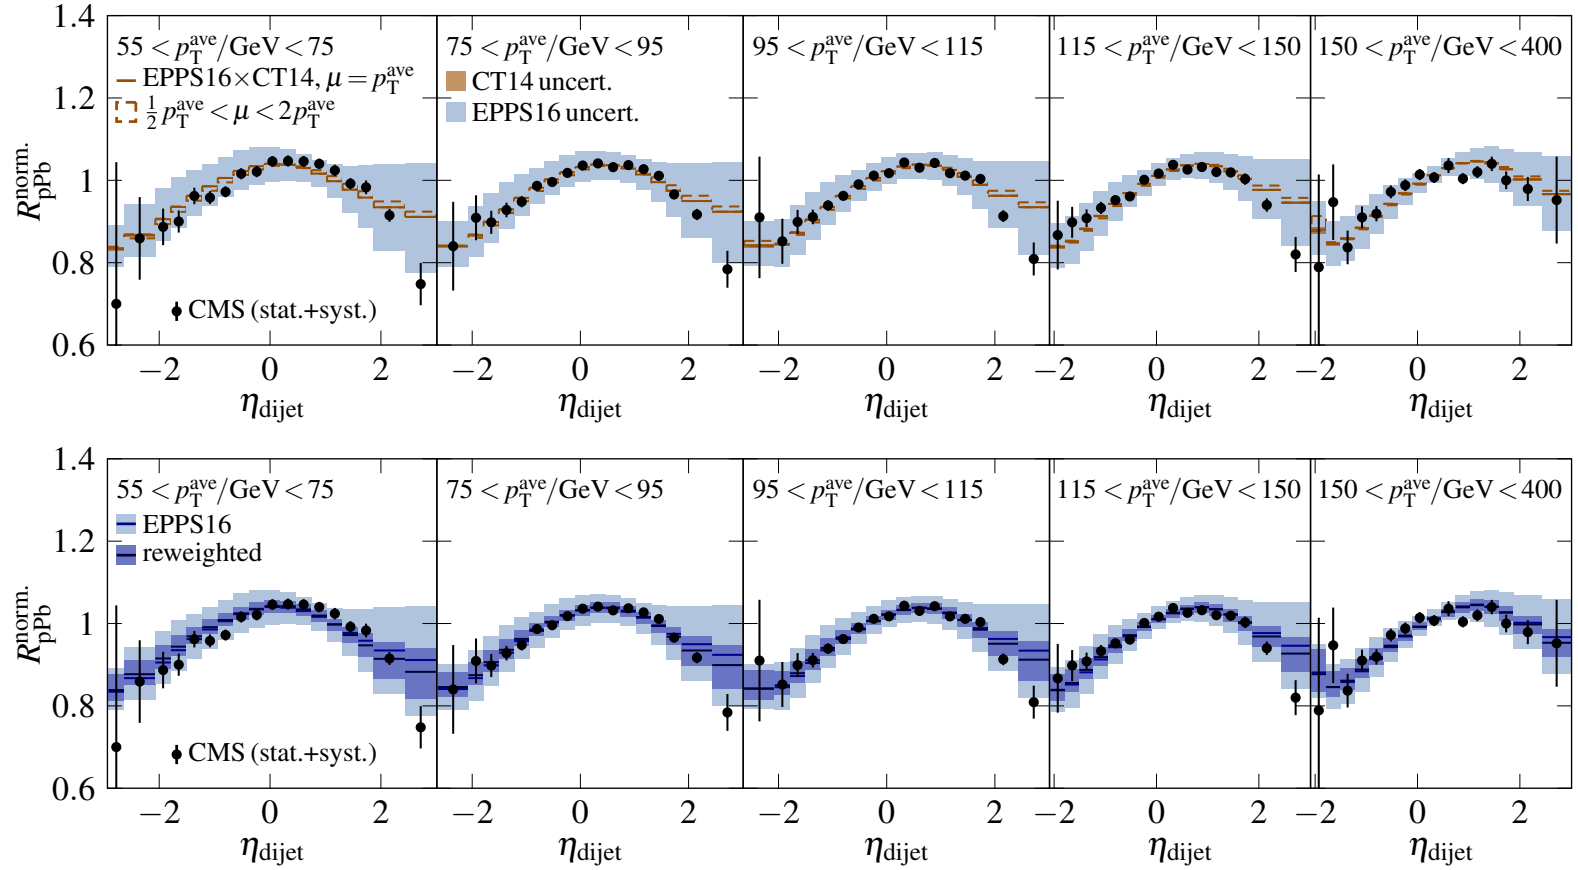 1.4
1.2
1
0.8
0.6
R_pPb^norm.
55 < p_T^ave/GeV < 75
EPPS16×CT14, μ = p_T^ave
½ p_T^ave < μ < 2p_T^ave
CMS (stat.+syst.)
75 < p_T^ave/GeV < 95
CT14 uncert.
EPPS16 uncert.
95 < p_T^ave/GeV < 115
115 < p_T^ave/GeV < 150
150 < p_T^ave/GeV < 400
−2 0 2 −2 0 2 −2 0 2 −2 0 2 −2 0 2
η_dijet η_dijet η_dijet η_dijet η_dijet
1.4
1.2
1
0.8
0.6
R_pPb^norm.
55 < p_T^ave/GeV < 75
EPPS16
reweighted
CMS (stat.+syst.)
75 < p_T^ave/GeV < 95
95 < p_T^ave/GeV < 115
115 < p_T^ave/GeV < 150
150 < p_T^ave/GeV < 400
−2 0 2 −2 0 2 −2 0 2 −2 0 2 −2 0 2
η_dijet η_dijet η_dijet η_dijet η_dijet